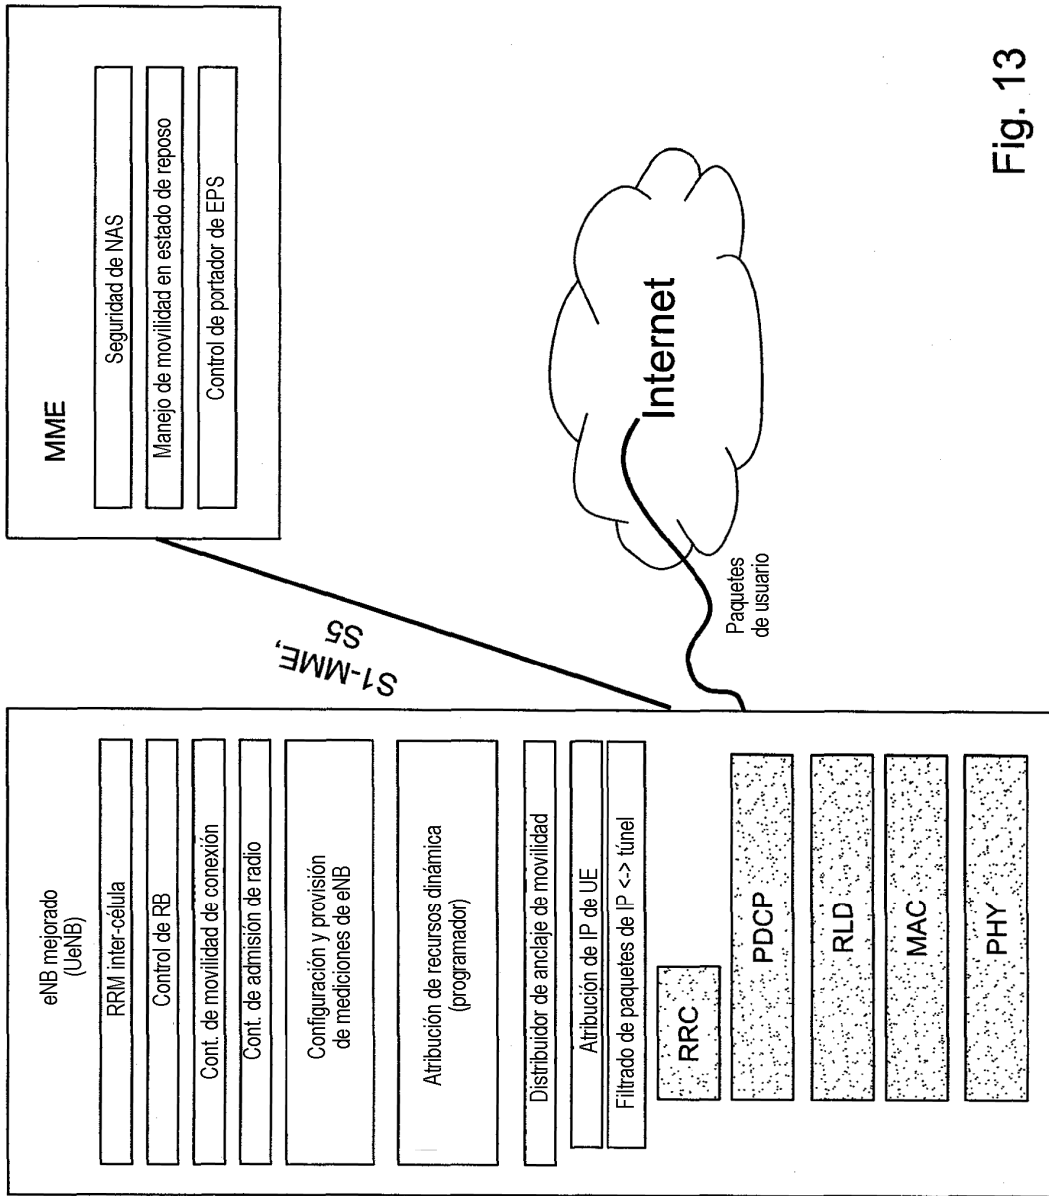 eNB mejorado
(UeNB)
RRM inter-célula
Control de RB
Cont. de movilidad de conexión
Cont. de admisión de radio
Configuración y provisión
de mediciones de eNB
Atribución de recursos dinámica
(programador)
Distribuidor de anclaje de movilidad
Atribución de IP de UE
Filtrado de paquetes de IP <-> túnel
RRC
PDCP
RLD
MAC
PHY
S1-MME,
S5
MME
Seguridad de NAS
Manejo de movilidad en estado de reposo
Control de portador de EPS
Internet
Paquetes
de usuario
Fig. 13